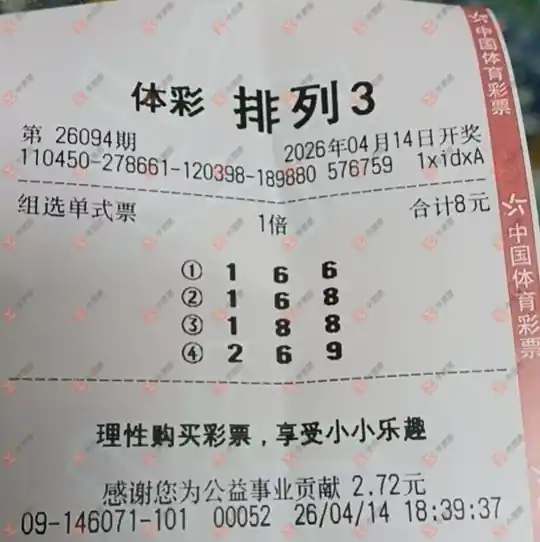 体彩 排列3
第 26094期 2026年04月14日开奖
110450-278661-120398-189880 576759 1xidxA
组选单式票 1倍 合计8元
① 1 6 6
② 1 6 8
③ 1 8 8
④ 2 6 9
理性购买彩票，享受小小乐趣
感谢您为公益事业贡献 2.72元
09-146071-101 00052 26/04/14 18:39:37
中国体育彩票
中国体育彩票